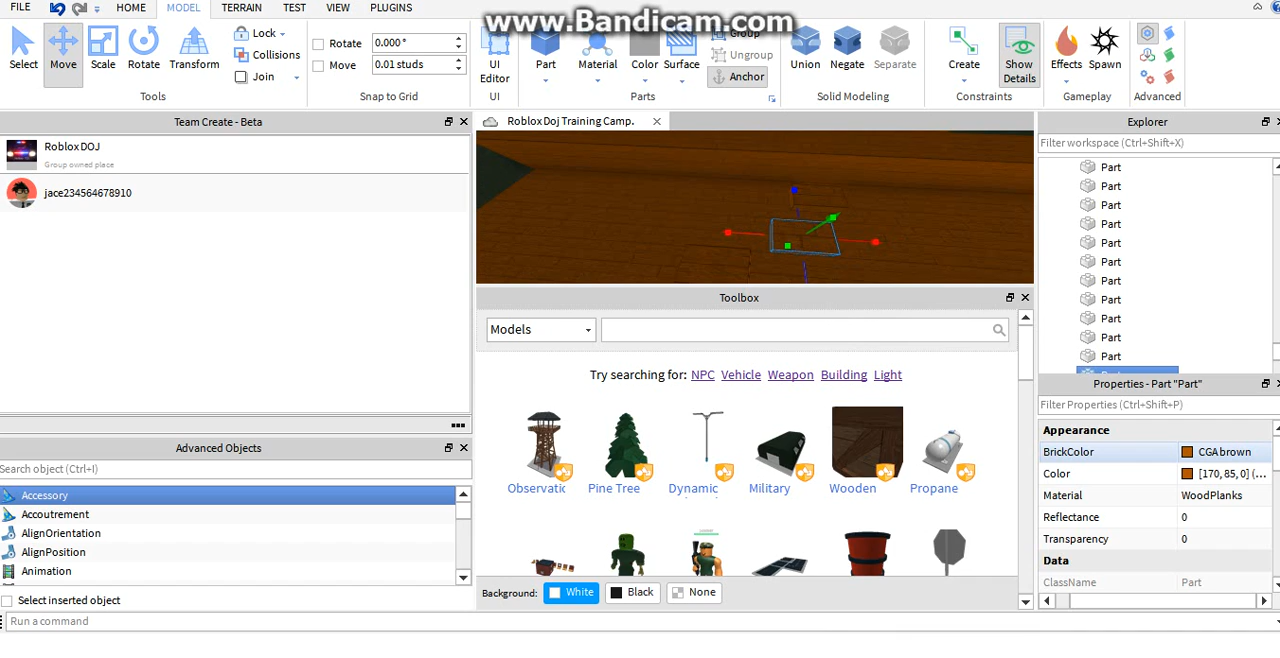 FILE HOME MODEL TERRAIN TEST VIEW PLUGINS
www.Bandicam.com
Select Move Scale Rotate Transform
Lock
Collisions
Join
Tools
Rotate 0.000 °
Move 0.01 studs
Snap to Grid
UI Editor
UI
Part Material Color Surface
Group
Ungroup
Anchor
Parts
Union Negate Separate
Solid Modeling
Create Show Details
Constraints
Effects Spawn
Gameplay
Advanced
Team Create - Beta
Roblox DOJ
Group owned place
jace234564678910
Roblox Doj Training Camp.
Advanced Objects
Search object (Ctrl+I)
Accessory
Accoutrement
AlignOrientation
AlignPosition
Animation
Select inserted object
Run a command
Toolbox
Models
Try searching for: NPC Vehicle Weapon Building Light
Observatic Pine Tree Dynamic Military Wooden Propane
Background: White Black None
Explorer
Filter workspace (Ctrl+Shift+X)
Part
Part
Part
Part
Part
Part
Part
Part
Part
Part
Part
Properties - Part "Part"
Filter Properties (Ctrl+Shift+P)
Appearance
BrickColor CGA brown
Color [170, 85, 0] (...
Material WoodPlanks
Reflectance 0
Transparency 0
Data
ClassName Part